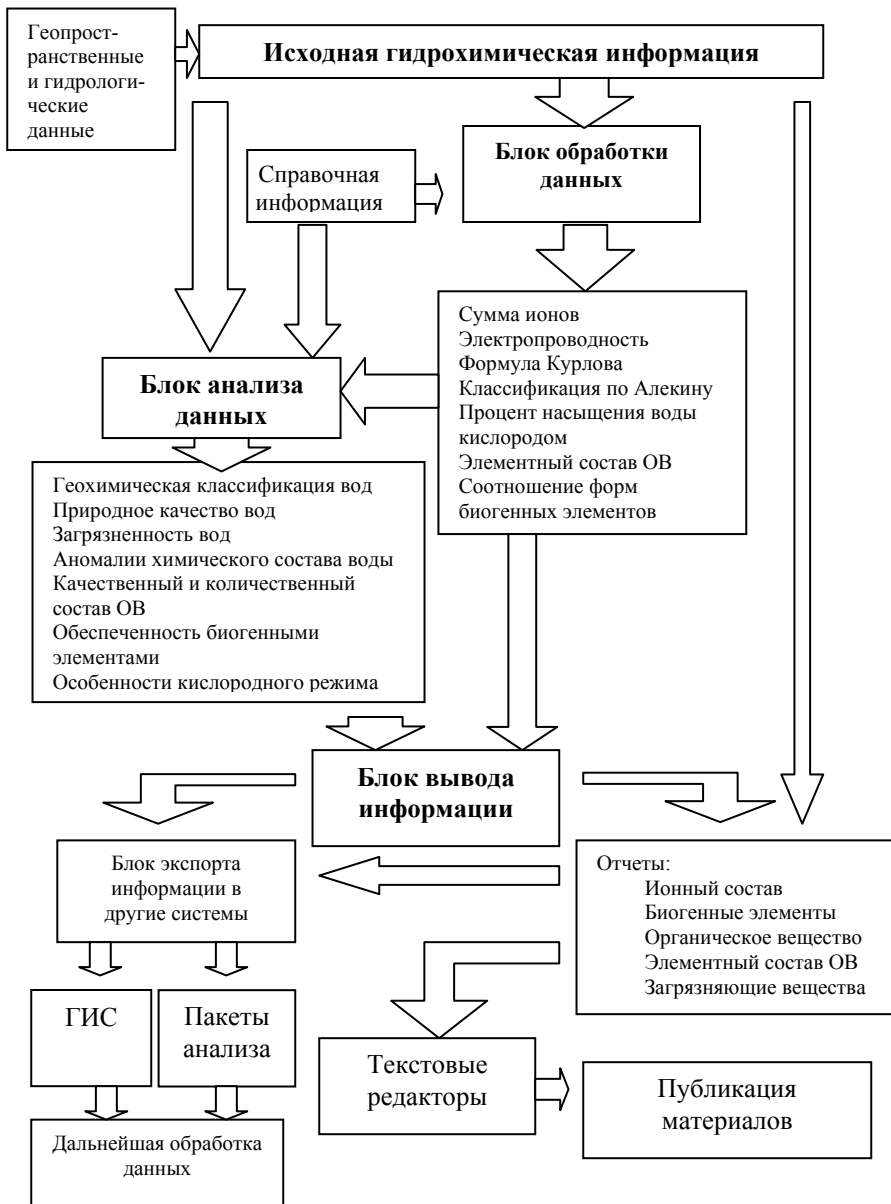 Геопрост-
ранственные
и гидрологи-
ческие
данные
Исходная гидрохимическая информация
Блок обработки
данных
Справочная
информация
Сумма ионов
Электропроводность
Формула Курлова
Классификация по Алекину
Процент насыщения воды
кислородом
Элементный состав ОВ
Соотношение форм
биогенных элементов
Блок анализа
данных
Геохимическая классификация вод
Природное качество вод
Загрязненность вод
Аномалии химического состава воды
Качественный и количественный
состав ОВ
Обеспеченность биогенными
элементами
Особенности кислородного режима
Блок вывода
информации
Блок экспорта
информации в
другие системы
Отчеты:
Ионный состав
Биогенные элементы
Органическое вещество
Элементный состав ОВ
Загрязняющие вещества
ГИС
Пакеты
анализа
Текстовые
редакторы
Публикация
материалов
Дальнейшая обработка
данных